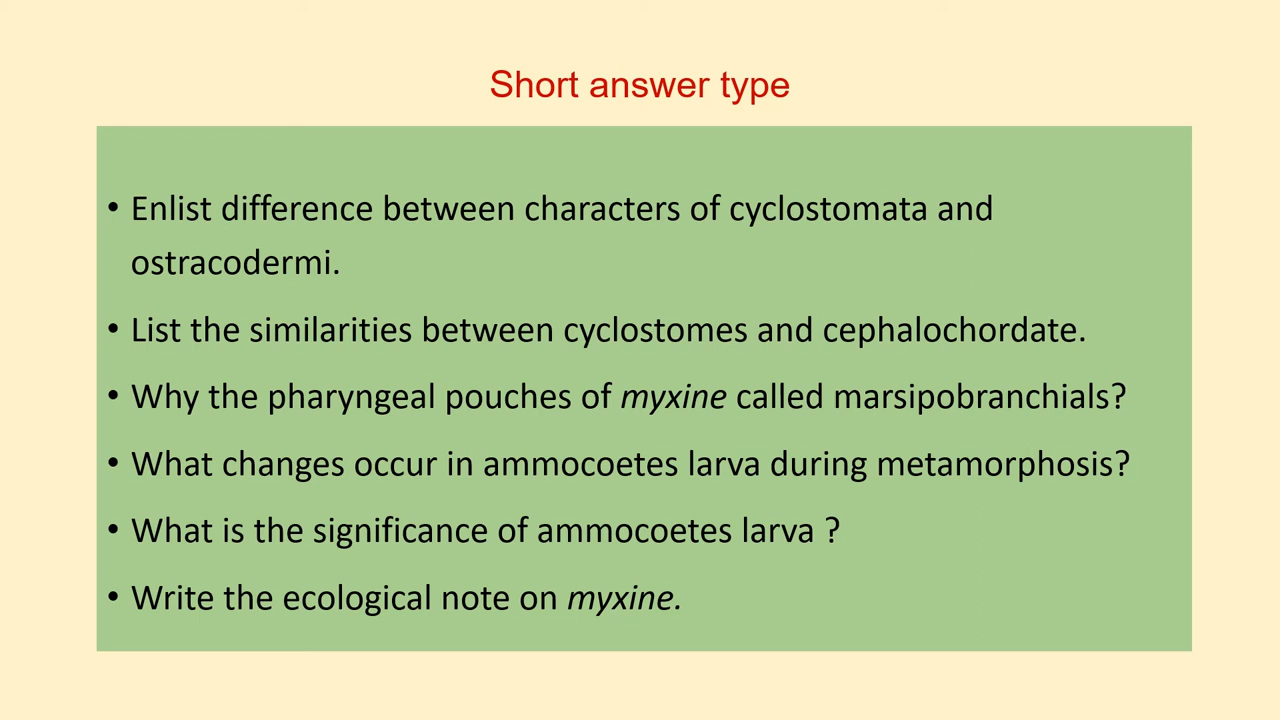 Short answer type
• Enlist difference between characters of cyclostomata and
ostracodermi.
• List the similarities between cyclostomes and cephalochordate.
• Why the pharyngeal pouches of myxine called marsipobranchials?
• What changes occur in ammocoetes larva during metamorphosis?
• What is the significance of ammocoetes larva ?
• Write the ecological note on myxine.